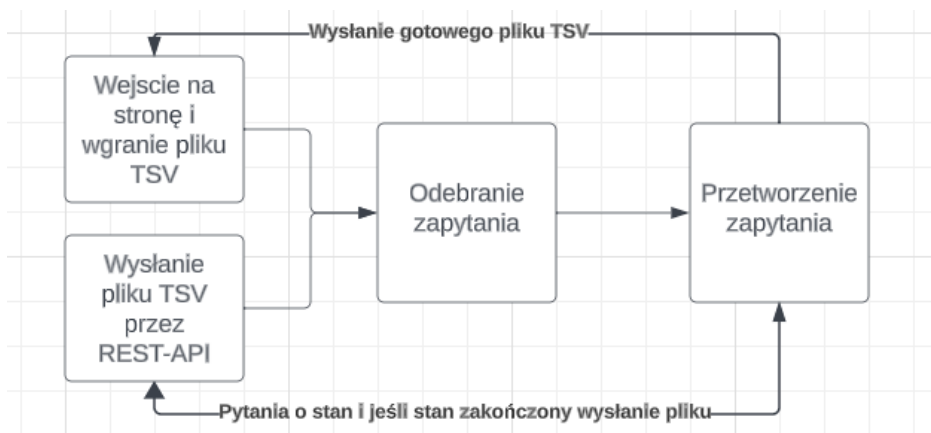 Wysłanie gotowego pliku TSV
Wejscie na
stronę i
wgranie pliku
TSV
Odebranie
zapytania
Przetworzenie
zapytania
Wysłanie
pliku TSV
przez
REST-API
Pytania o stan i jeśli stan zakończony wysłanie pliku